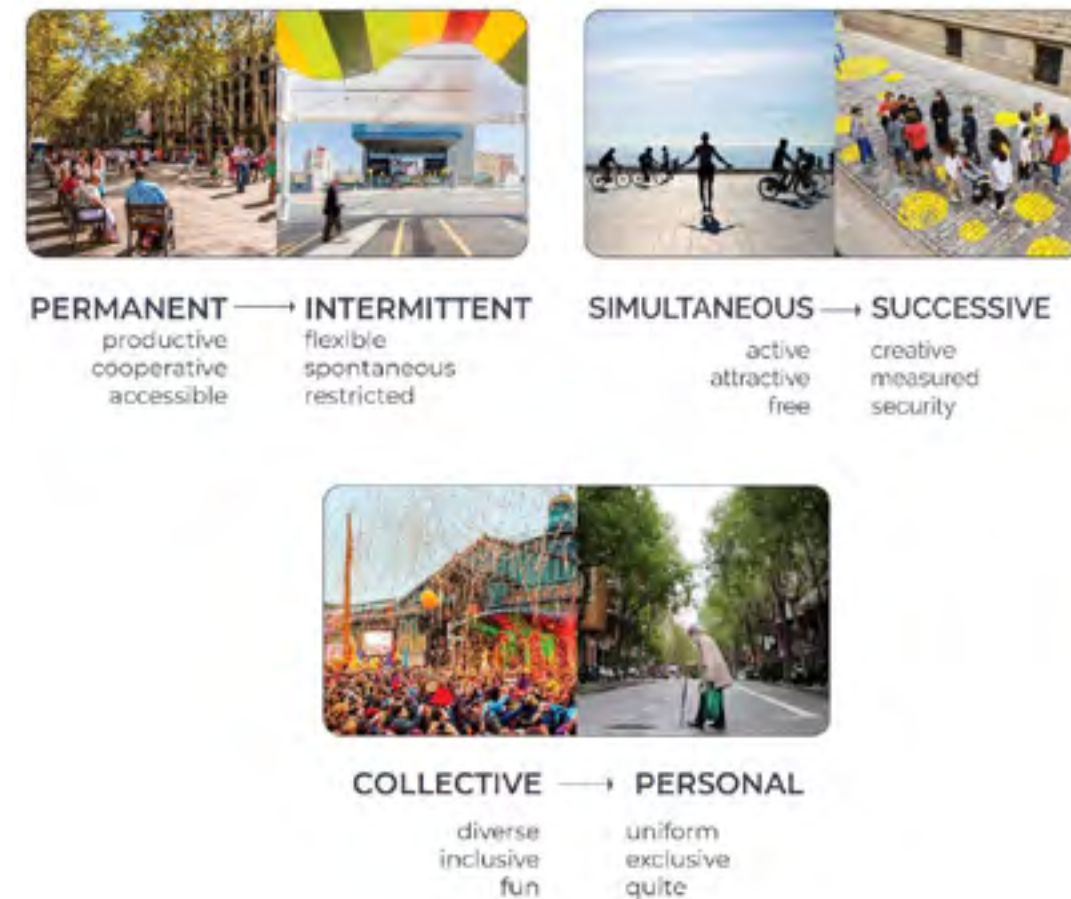 PERMANENT → INTERMITTENT
productive flexible
cooperative spontaneous
accessible restricted
SIMULTANEOUS → SUCCESSIVE
active creative
attractive measured
free security
COLLECTIVE → PERSONAL
diverse uniform
inclusive exclusive
fun quite